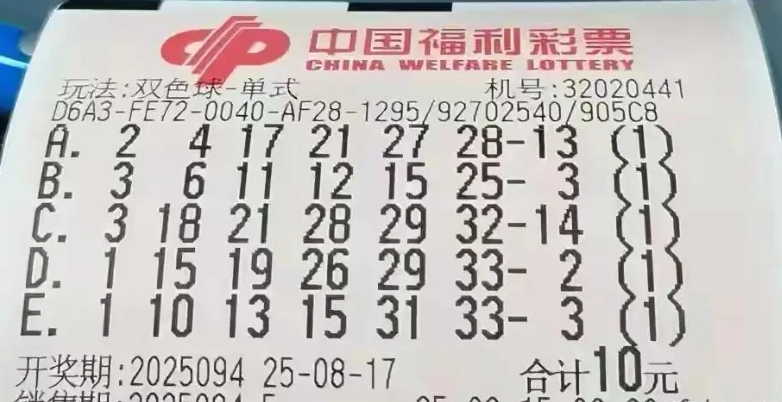 中国福利彩票
CHINA WELFARE LOTTERY
玩法:双色球-单式 机号:32020441
D6A3-FE72-0040-AF28-1295/92702540/905C8
A. 2 4 17 21 27 28-13 (1)
B. 3 6 11 12 15 25- 3 (1)
C. 3 18 21 28 29 32-14 (1)
D. 1 15 19 26 29 33- 2 (1)
E. 1 10 13 15 31 33- 3 (1)
开奖期:2025094 25-08-17 合计10元